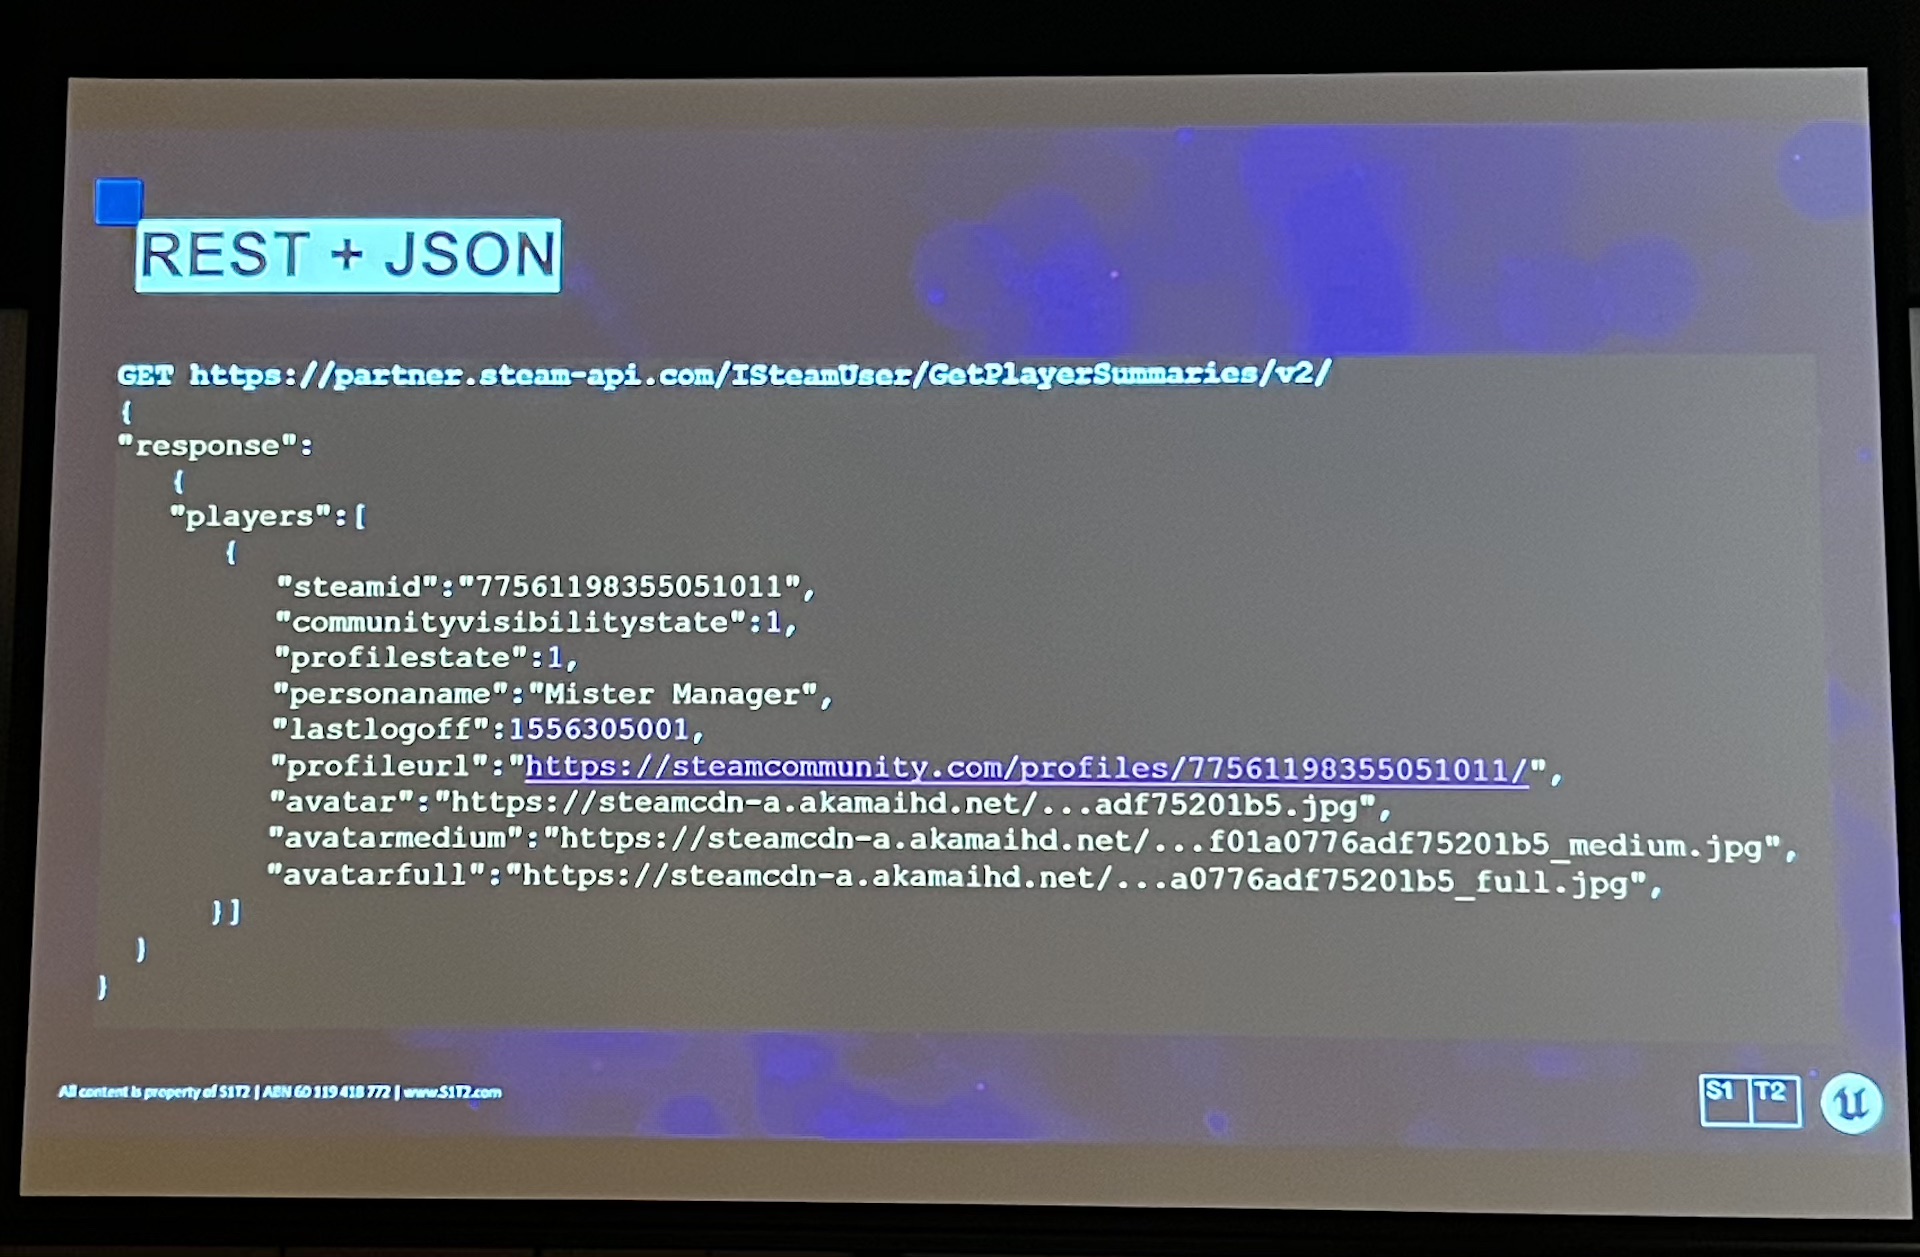 REST + JSON
GET https://partner.steam-api.com/ISteamUser/GetPlayerSummaries/v2/
{
"response":
{
"players":[
{
"steamid":"77561198355051011",
"communityvisibilitystate":1,
"profilestate":1,
"personaname":"Mister Manager",
"lastlogoff":1556305001,
"profileurl":"https://steamcommunity.com/profiles/77561198355051011/",
"avatar":"https://steamcdn-a.akamaihd.net/...adf75201b5.jpg",
"avatarmedium":"https://steamcdn-a.akamaihd.net/...f01a0776adf75201b5_medium.jpg",
"avatarfull":"https://steamcdn-a.akamaihd.net/...a0776adf75201b5_full.jpg",
}]
}
}
All content is property of S1T2 | ABN 60 119 418 772 | www.S1T2.com
S1 T2